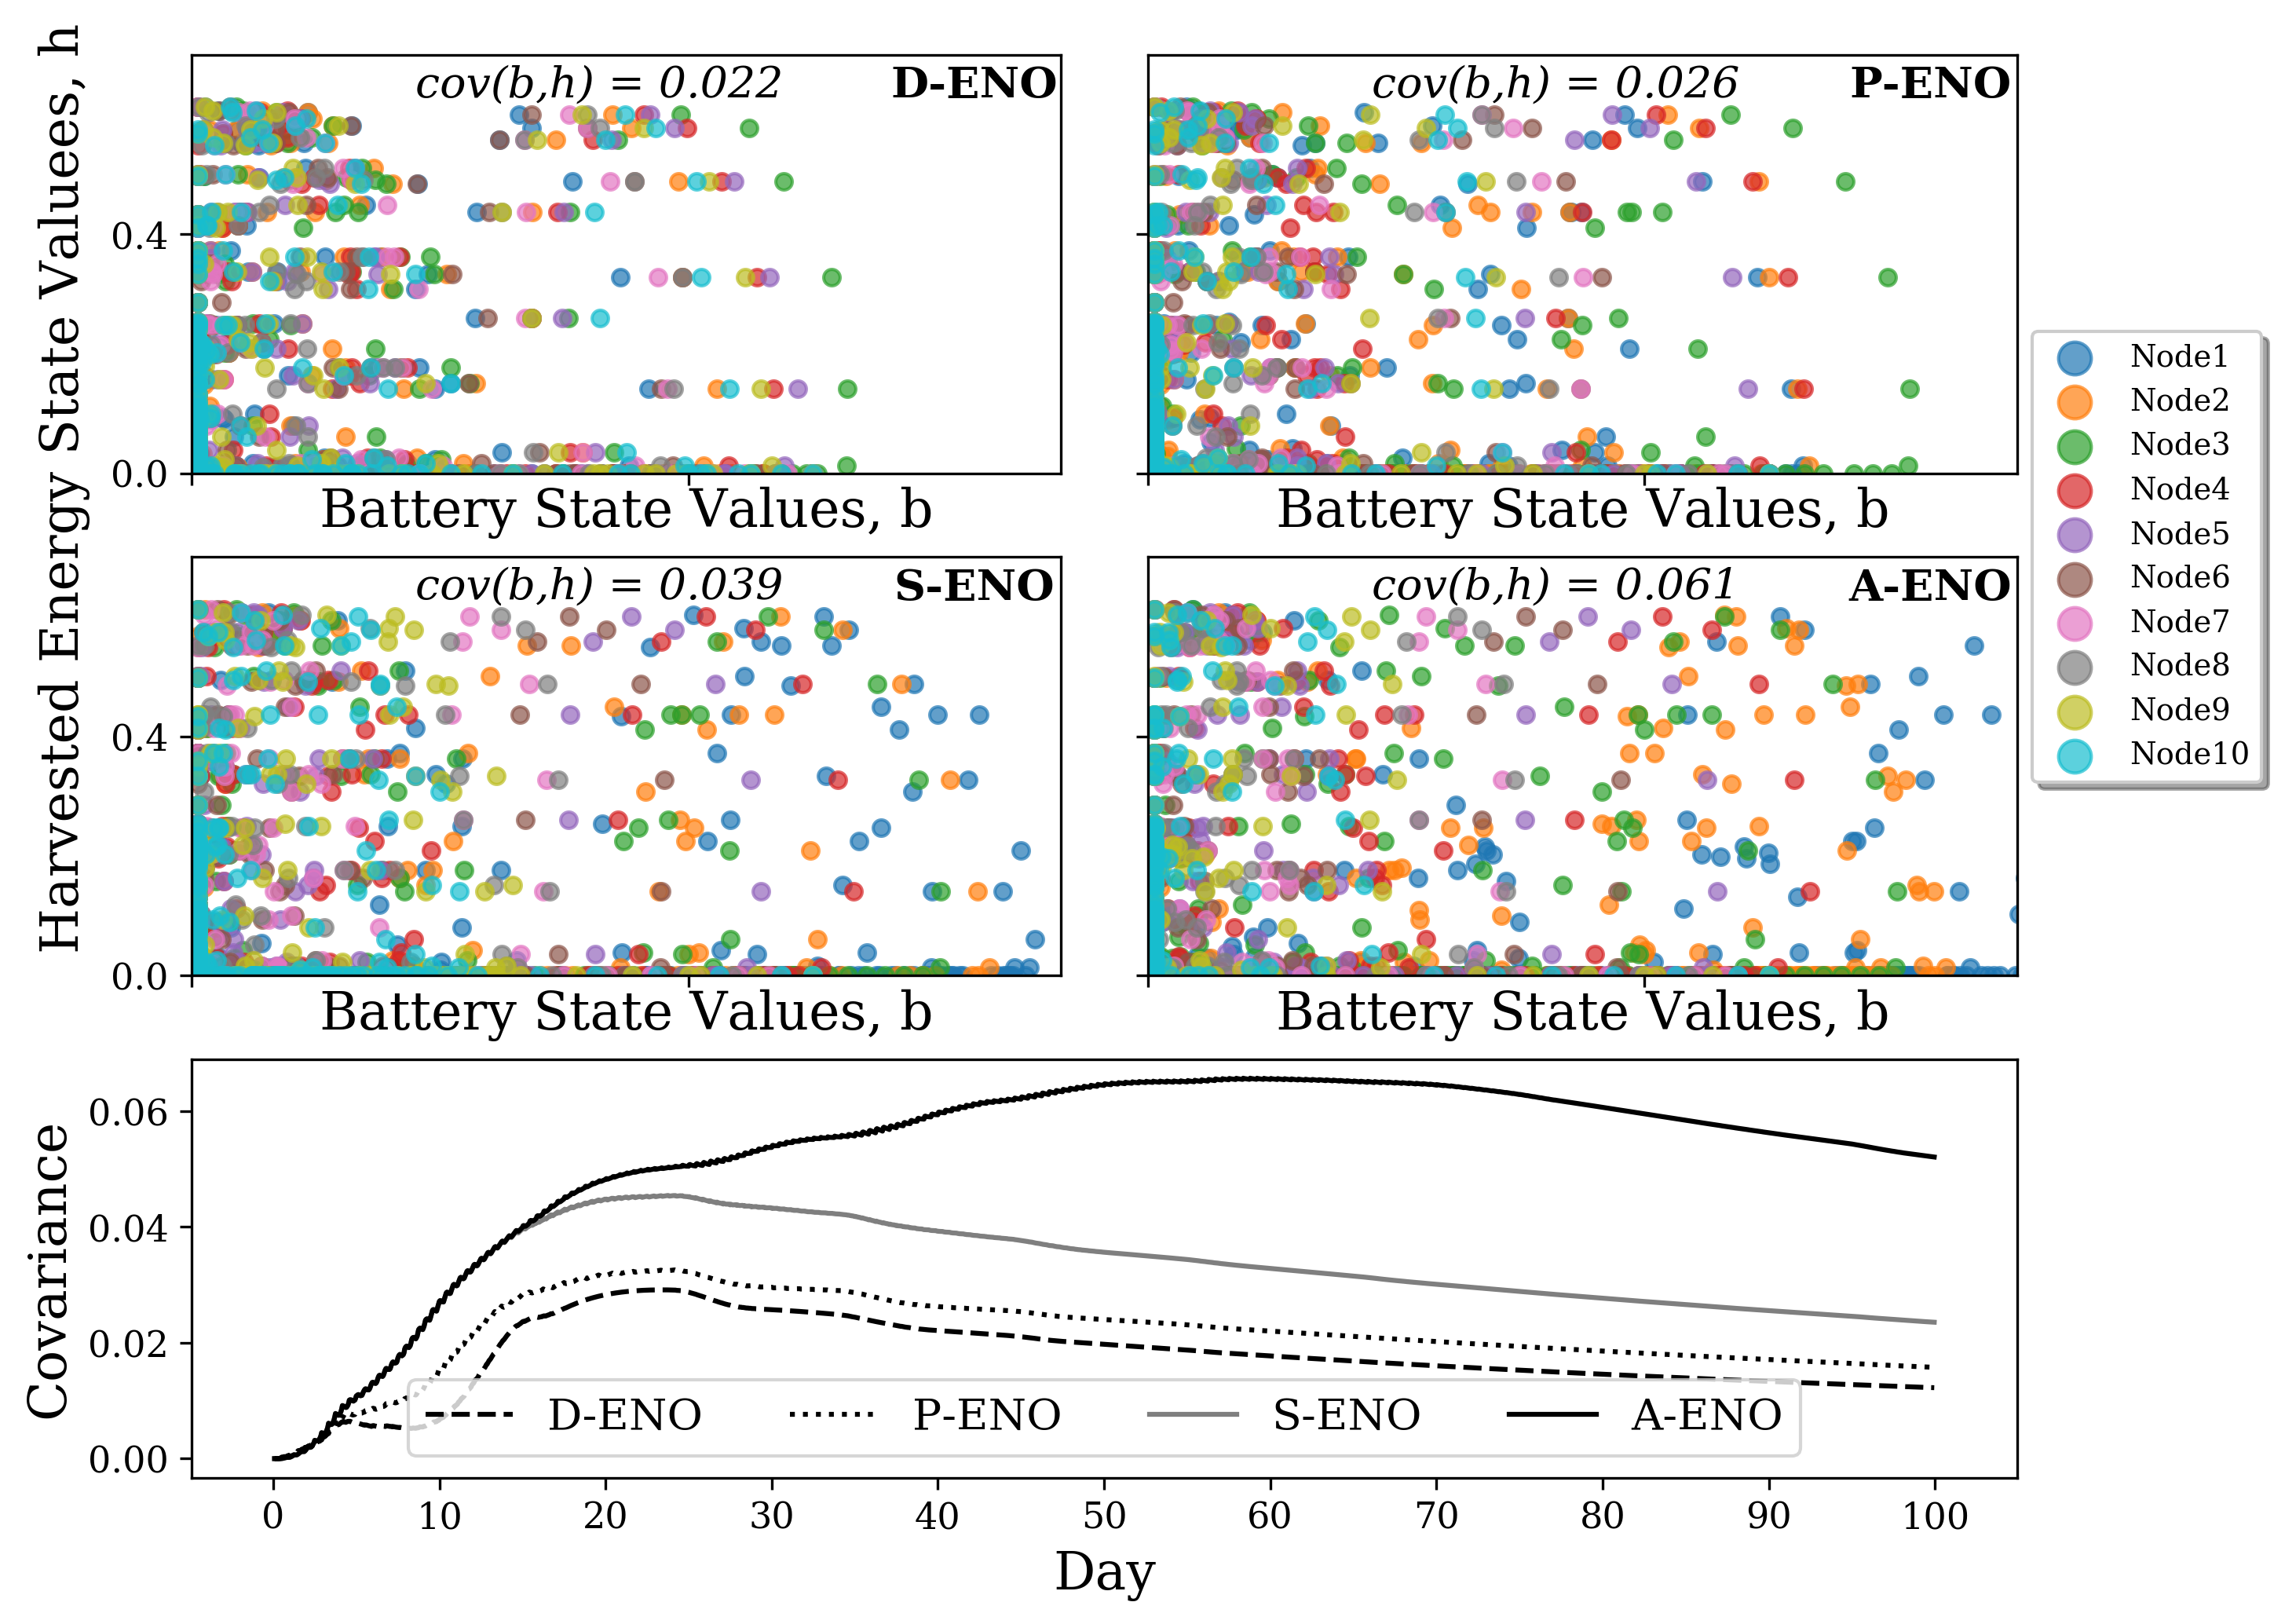 Harvested Energy State Valuees, h
cov(b,h) = 0.022
D-ENO
0.4
0.0
Battery State Values, b
cov(b,h) = 0.026
P-ENO
Battery State Values, b
cov(b,h) = 0.039
S-ENO
0.4
0.0
Battery State Values, b
cov(b,h) = 0.061
A-ENO
Battery State Values, b
Node1
Node2
Node3
Node4
Node5
Node6
Node7
Node8
Node9
Node10
Covariance
0.06
0.04
0.02
0.00
D-ENO P-ENO S-ENO A-ENO
0 10 20 30 40 50 60 70 80 90 100
Day